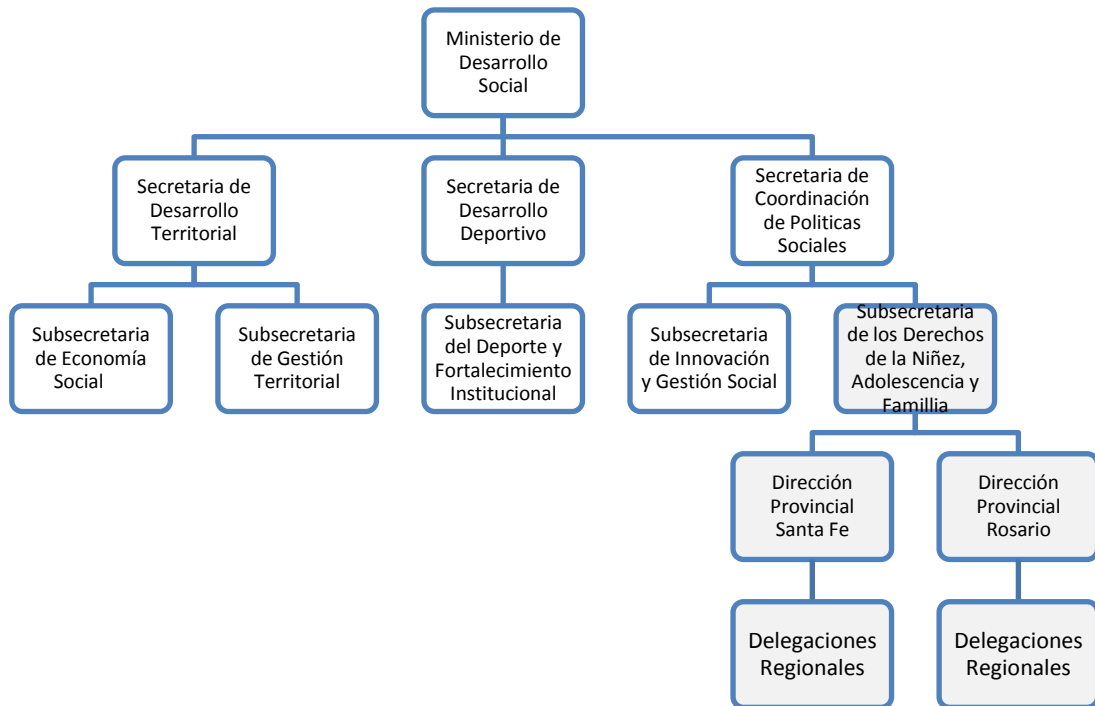 Ministerio de
Desarrollo
Social
Secretaria de
Desarrollo
Territorial
Secretaria de
Desarrollo
Deportivo
Secretaria de
Coordinación
de Politicas
Sociales
Subsecretaria
de Economía
Social
Subsecretaria
de Gestión
Territorial
Subsecretaria
del Deporte y
Fortalecimiento
Institucional
Subsecretaria
de Innovación
y Gestión Social
Subsecretaria
de los Derechos
de la Niñez,
Adolescencia y
Famillia
Dirección
Provincial
Santa Fe
Dirección
Provincial
Rosario
Delegaciones
Regionales
Delegaciones
Regionales